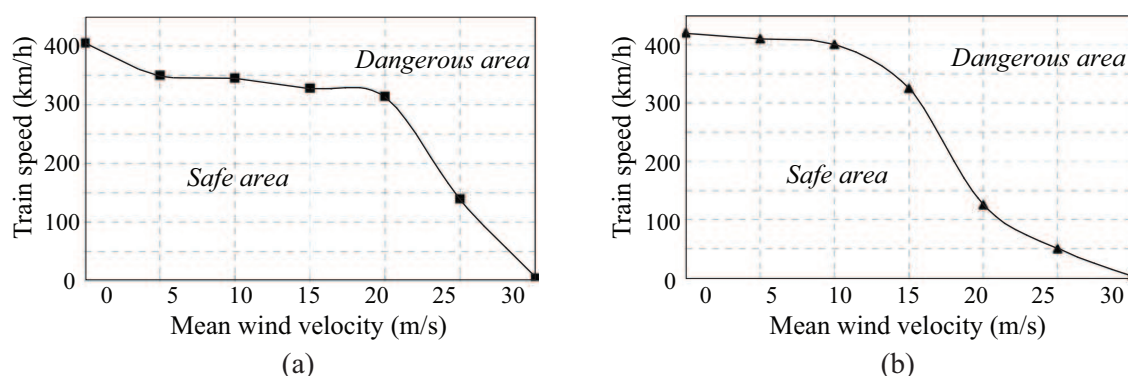 Train speed (km/h)
400
300
200
100
0
Dangerous area
Safe area
0 5 10 15 20 25 30
Mean wind velocity (m/s)
(a)
Train speed (km/h)
400
300
200
100
0
Dangerous area
Safe area
0 5 10 15 20 25 30
Mean wind velocity (m/s)
(b)